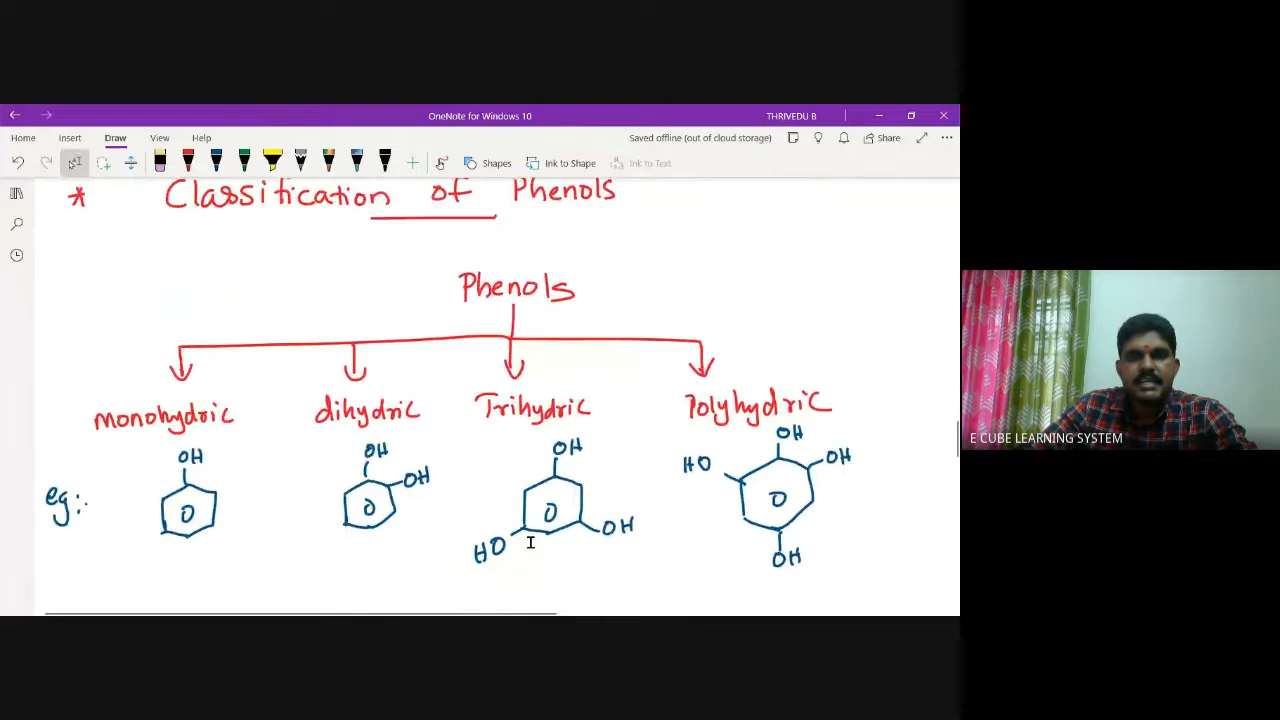 OneNote for Windows 10
THRIVEDU B
Home Insert Draw View Help
Saved offline (out of cloud storage)
Share
Shapes
Ink to Shape
Ink to Text
* Classification of Phenols
Phenols
monohydric dihydric Trihydric Polyhydric
eg:
OH
OH
OH
OH
HO
OH
OH
OH
HO
OH
E CUBE LEARNING SYSTEM